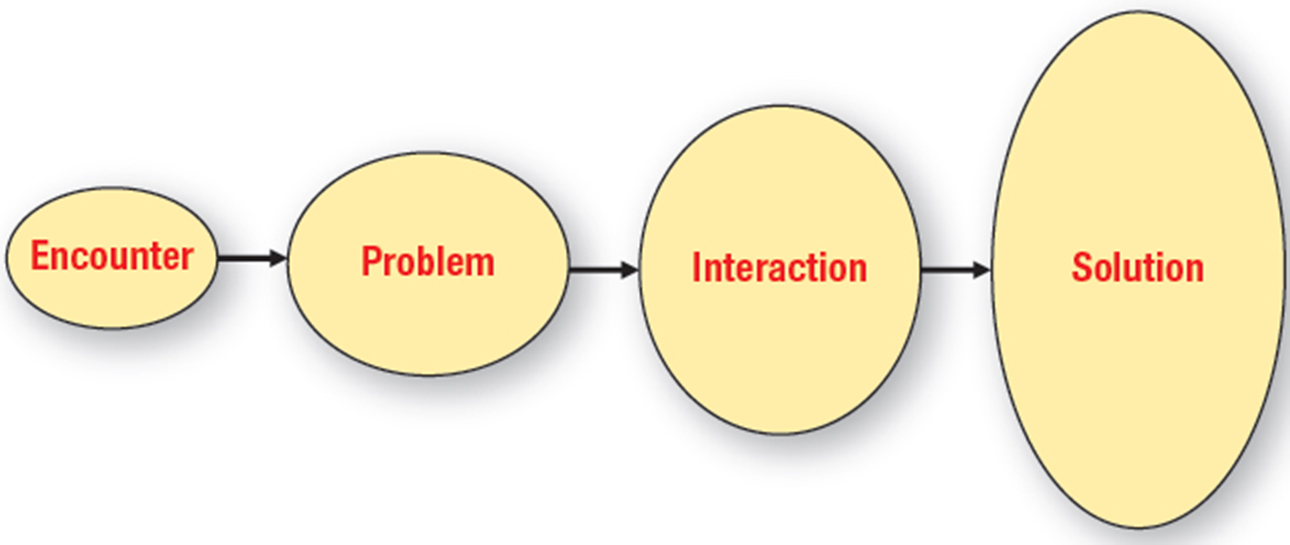 Encounter
Problem
Interaction
Solution